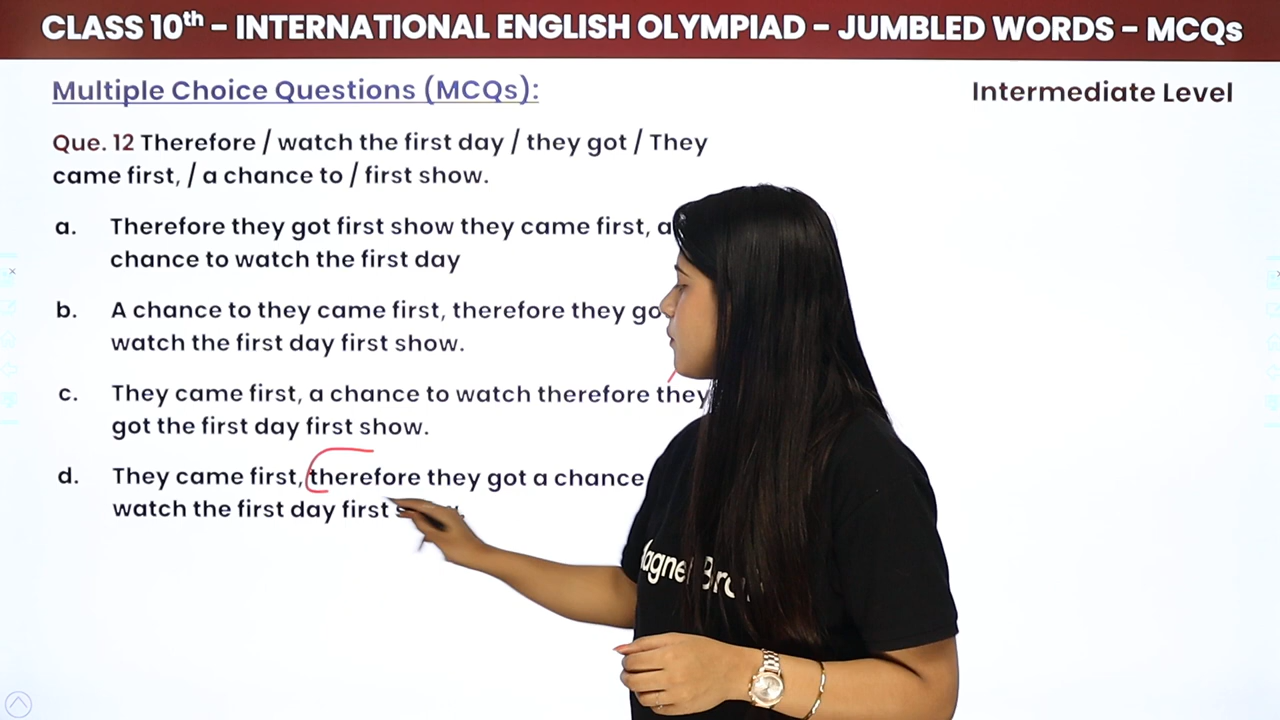 CLASS 10th – INTERNATIONAL ENGLISH OLYMPIAD – JUMBLED WORDS – MCQs
Multiple Choice Questions (MCQs):
Intermediate Level
Que. 12 Therefore / watch the first day / they got / They
came first, / a chance to / first show.
a. Therefore they got first show they came first, a
chance to watch the first day
b. A chance to they came first, therefore they
watch the first day first show.
c. They came first, a chance to watch therefore they
got the first day first show.
d. They came first, therefore they got a chance
watch the first day first